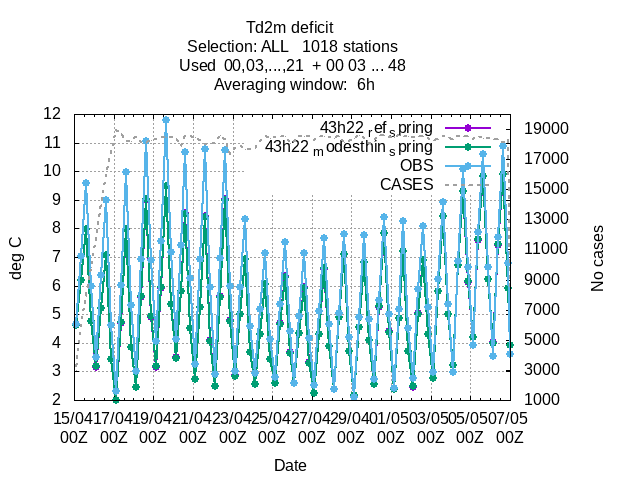 Td2m deficit
Selection: ALL   1018 stations
Used  00,03,...,21  + 00 03 ... 48
Averaging window:  6h
12
11
10
9
8
7
6
5
4
3
2
19000
17000
15000
13000
11000
9000
7000
5000
3000
1000
deg C
No cases
43h22_ref_spring
43h22_modesthin_spring
OBS
CASES
15/04 17/04 19/04 21/04 23/04 25/04 27/04 29/04 01/05 03/05 05/05 07/05
00Z 00Z 00Z 00Z 00Z 00Z 00Z 00Z 00Z 00Z 00Z 00Z
Date